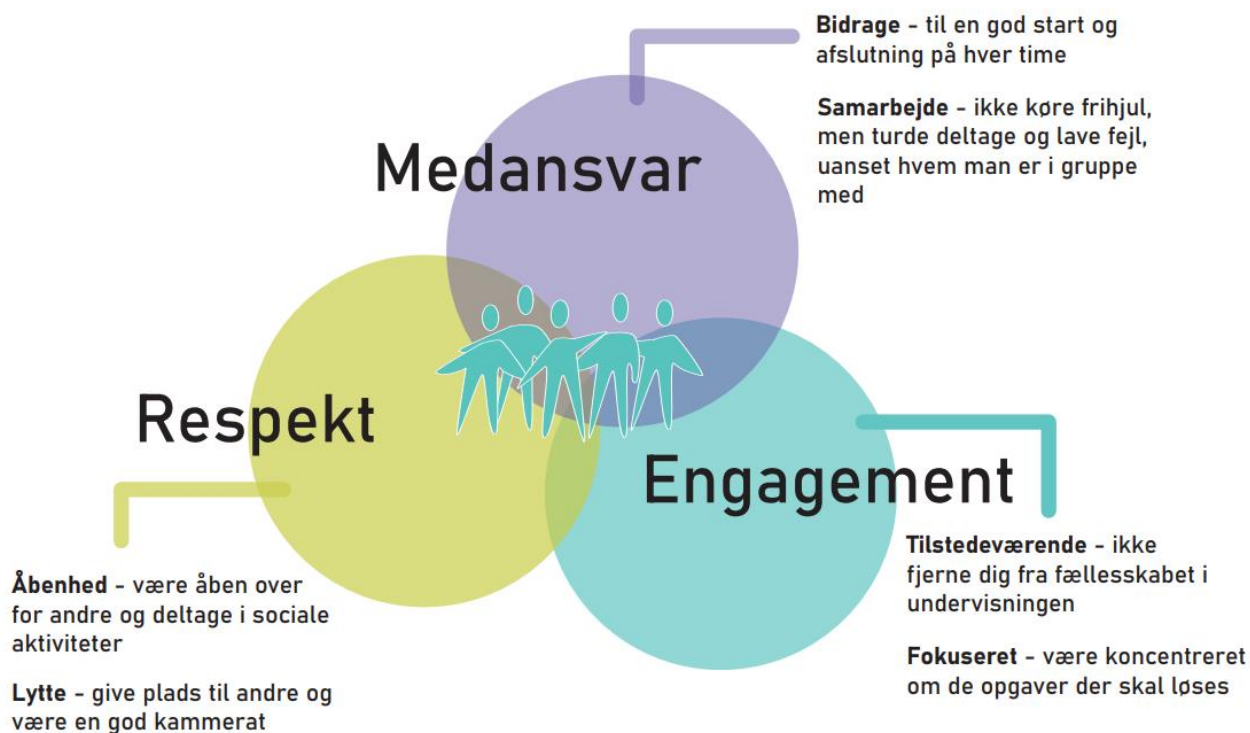 Bidrage - til en god start og
afslutning på hver time
Samarbejde - ikke køre frihjul,
men turde deltage og lave fejl,
uanset hvem man er i gruppe
med
Medansvar
Respekt
Engagement
Åbenhed - være åben over
for andre og deltage i sociale
aktiviteter
Lytte - give plads til andre og
være en god kammerat
Tilstedeværende - ikke
fjerne dig fra fællesskabet i
undervisningen
Fokuseret - være koncentreret
om de opgaver der skal løses